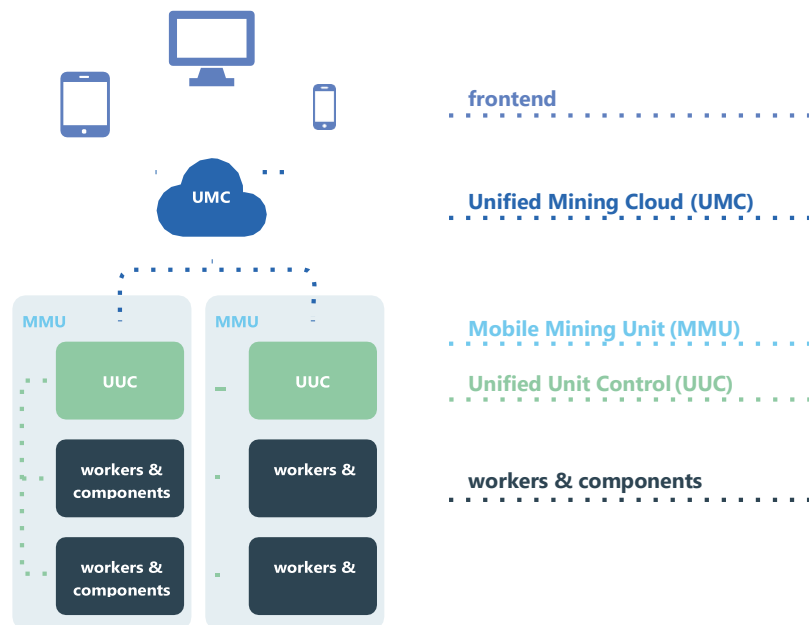 frontend
UMC
Unified Mining Cloud (UMC)
MMU
MMU
Mobile Mining Unit (MMU)
UUC
UUC
Unified Unit Control (UUC)
workers &
components
workers &
workers & components
workers &
components
workers &